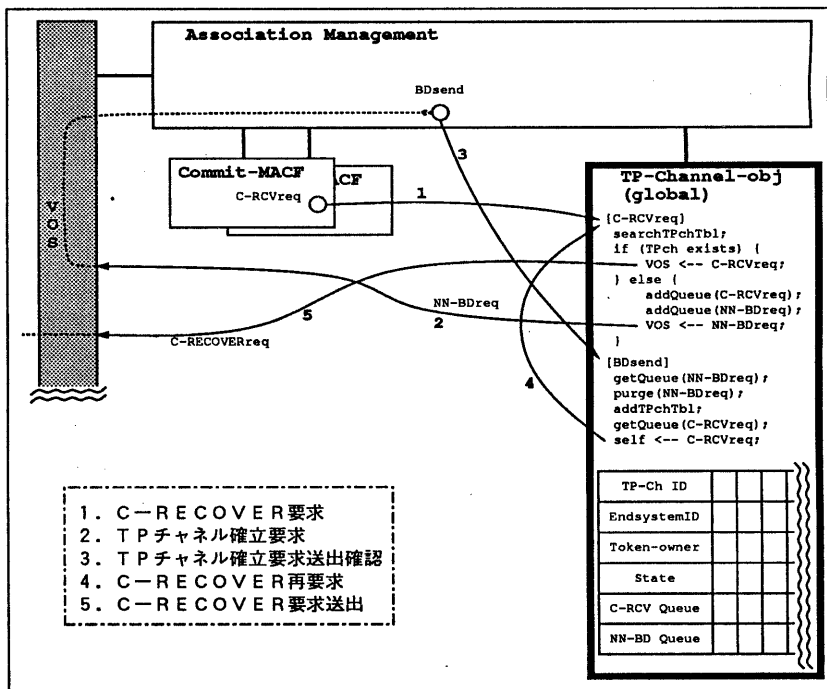 Association Management
BDsend
3
Commit-MACF
ACF
C-RCVreq
1
VOS
TP-Channel-obj
(global)
[C-RCVreq]
searchTPchTbl;
if (TPch exists) {
VOS <-- C-RCVreq;
} else {
addQueue(C-RCVreq);
addQueue(NN-BDreq);
VOS <-- NN-BDreq;
}
[BDsend]
getQueue(NN-BDreq);
purge(NN-BDreq);
addTPchTbl;
getQueue(C-RCVreq);
self <-- C-RCVreq;
NN-BDreq
5
2
C-RECOVERreq
4
TP-Ch ID
EndsystemID
Token-owner
State
C-RCV Queue
NN-BD Queue
1. C－RECOVER要求
2. TPチャネル確立要求
3. TPチャネル確立要求送出確認
4. C－RECOVER再要求
5. C－RECOVER要求送出